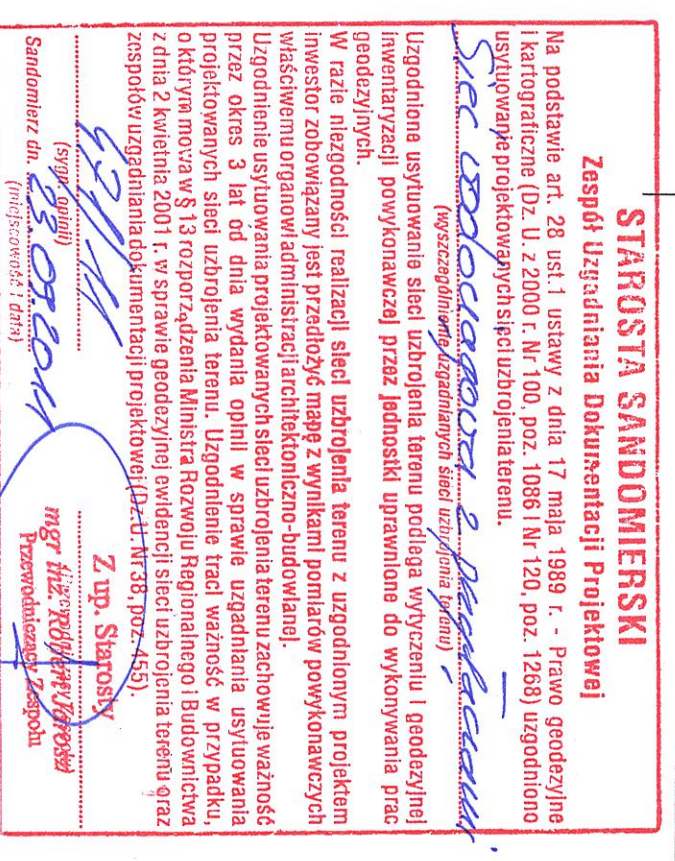 STAROSTA SANDOMIERSKI
Zespół Uzgadniania Dokumentacji Projektowej
Na podstawie art. 28 ust.1 ustawy z dnia 17 maja 1989 r. - Prawo geodezyjne
i kartograficzne (Dz. U. z 2000 r. Nr 100, poz. 1086 i Nr 120, poz. 1268) uzgodniono
usytuowanie projektowanych sieci uzbrojenia terenu.
Sieć wodociągowa z przyłączami
(wyszczególnienie uzgadnianych sieci uzbrojenia terenu)
Uzgodnione usytuowanie sieci uzbrojenia terenu podlega wytyczeniu i geodezyjnej
inwentaryzacji powykonawczej przez jednostki uprawnione do wykonywania prac
geodezyjnych.
W razie niezgodności realizacji sieci uzbrojenia terenu z uzgodnionym projektem
inwestor zobowiązany jest przedłożyć mapę z wynikami pomiarów powykonawczych
właściwemu organowi administracji architektoniczno-budowlanej.
Uzgodnienie usytuowania projektowanych sieci uzbrojenia terenu zachowuje ważność
przez okres 3 lat od dnia wydania opinii w sprawie uzgadniania usytuowania
projektowanych sieci uzbrojenia terenu. Uzgodnienie traci ważność w przypadku,
o którym mowa w § 13 rozporządzenia Ministra Rozwoju Regionalnego i Budownictwa
z dnia 2 kwietnia 2001 r. w sprawie geodezyjnej ewidencji sieci uzbrojenia terenu oraz
zespołów uzgadniania dokumentacji projektowej (Dz.U. Nr 38, poz. 455).
(sygn. opinii)
Z up. Starosty
Sandomierz dn. 23.08.2011
mgr inż. Robert
(miejscowość i data)
Przewodniczący Zespołu